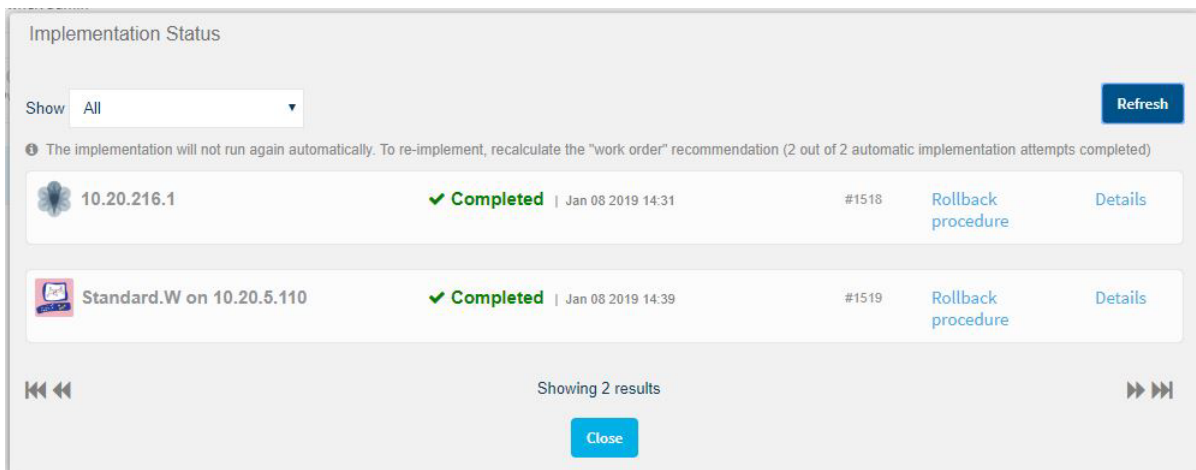 Implementation Status
Show All
Refresh
The implementation will not run again automatically. To re-implement, recalculate the "work order" recommendation (2 out of 2 automatic implementation attempts completed)
10.20.216.1 Completed | Jan 08 2019 14:31 #1518 Rollback procedure Details
Standard.W on 10.20.5.110 Completed | Jan 08 2019 14:39 #1519 Rollback procedure Details
Showing 2 results
Close